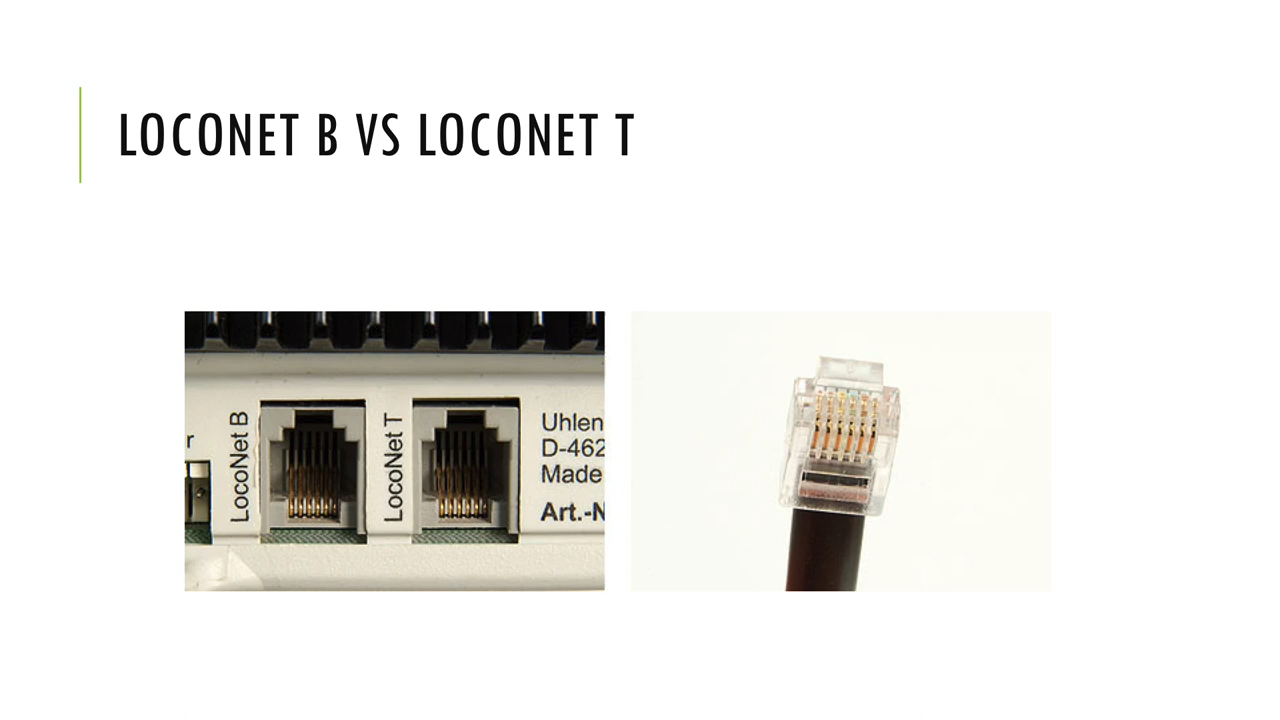 LOCONET B VS LOCONET T
r
LocoNet B
LocoNet T
Uhlen
D-462
Made
Art.-N